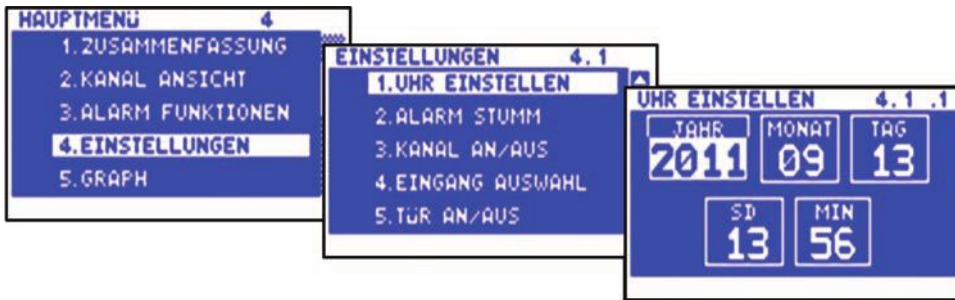 HAUPTMENÜ 4
1.ZUSAMMENFASSUNG
2.KANAL ANSICHT
3.ALARM FUNKTIONEN
4.EINSTELLUNGEN
5.GRAPH
EINSTELLUNGEN 4.1
1.UHR EINSTELLEN
2.ALARM STUMM
3.KANAL AN/AUS
4.EINGANG AUSWAHL
5.TÜR AN/AUS
UHR EINSTELLEN 4.1 .1
JAHR MONAT TAG
2011 09 13
SD MIN
13 56